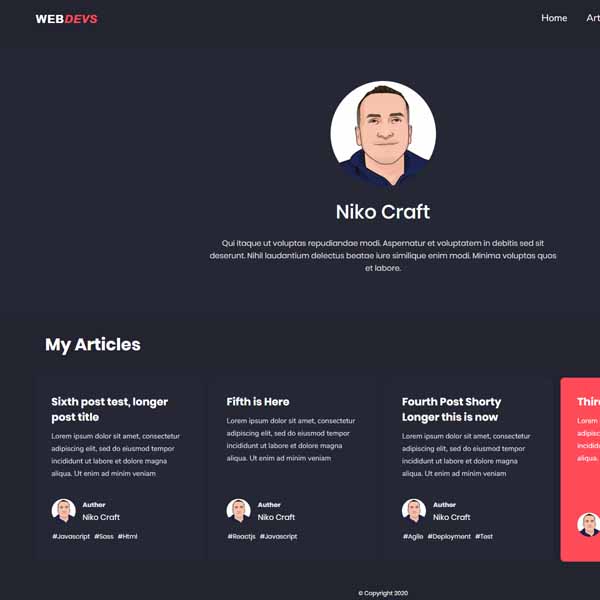 WEBDEVS
Home
Niko Craft
Qui itaque ut voluptas repudiandae modi. Aspernatur et voluptatem in debitis sed sit
deserunt. Nihil laudantium delectus beatae iure similique enim modi. Minima voluptas quos
et labore.
My Articles
Sixth post test, longer
post title
Lorem ipsum dolor sit amet, consectetur
adipiscing elit, sed do eiusmod tempor
incididunt ut labore et dolore magna
aliqua. Ut enim ad minim veniam
Author
Niko Craft
#Javascript #Sass #Html
Fifth is Here
Lorem ipsum dolor sit amet, consectetur
adipiscing elit, sed do eiusmod tempor
incididunt ut labore et dolore magna
aliqua. Ut enim ad minim veniam
Author
Niko Craft
#Reactjs #Javascript
Fourth Post Shorty
Longer this is now
Lorem ipsum dolor sit amet, consectetur
adipiscing elit, sed do eiusmod tempor
incididunt ut labore et dolore magna
aliqua. Ut enim ad minim veniam
Author
Niko Craft
#Agile #Deployment #Test
Lorem
aliqua.
© Copyright 2020